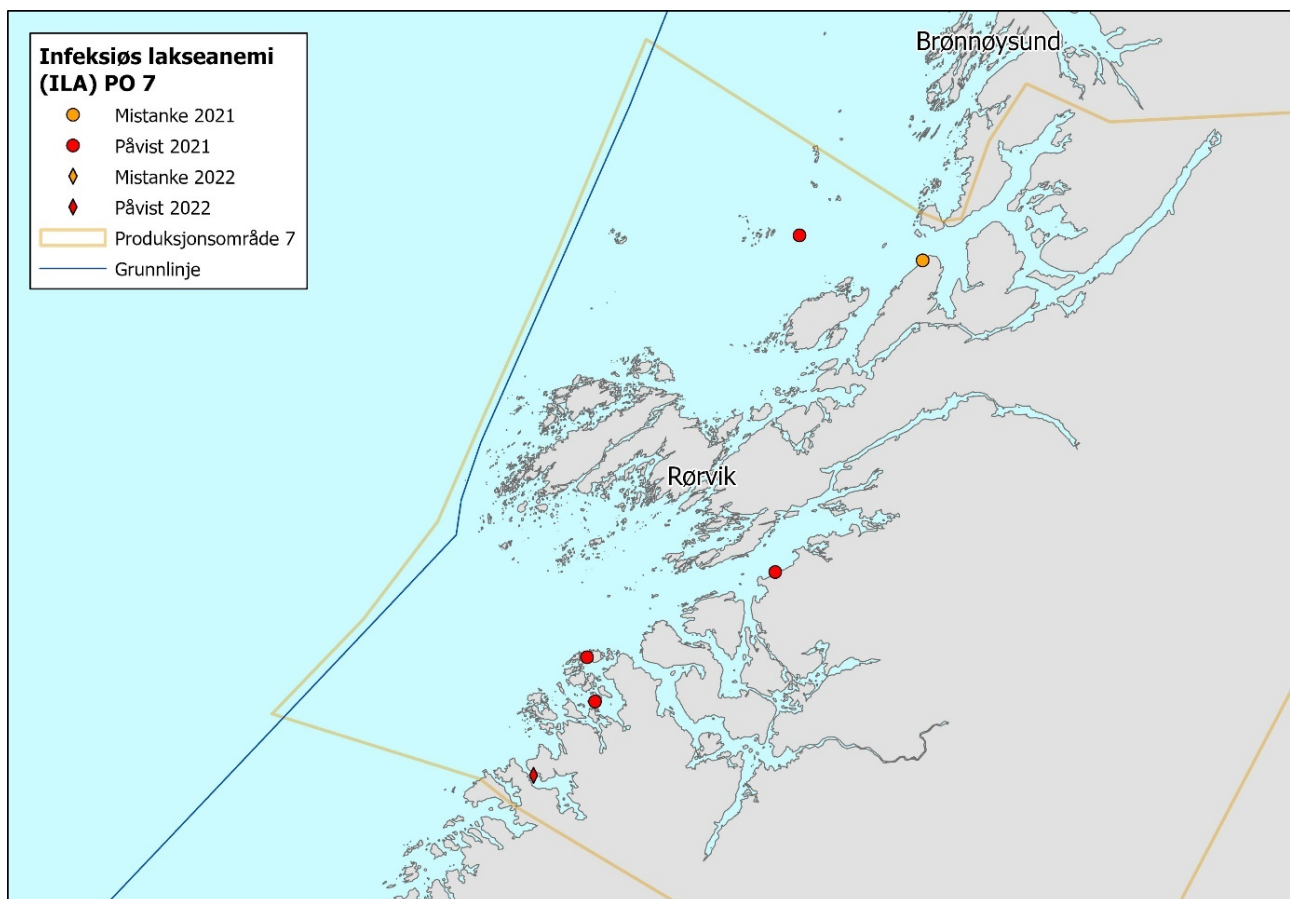 Infeksiøs lakseanemi
(ILA) PO 7
Mistanke 2021
Påvist 2021
Mistanke 2022
Påvist 2022
Produksjonsområde 7
Grunnlinje
Brønnøysund
Rørvik